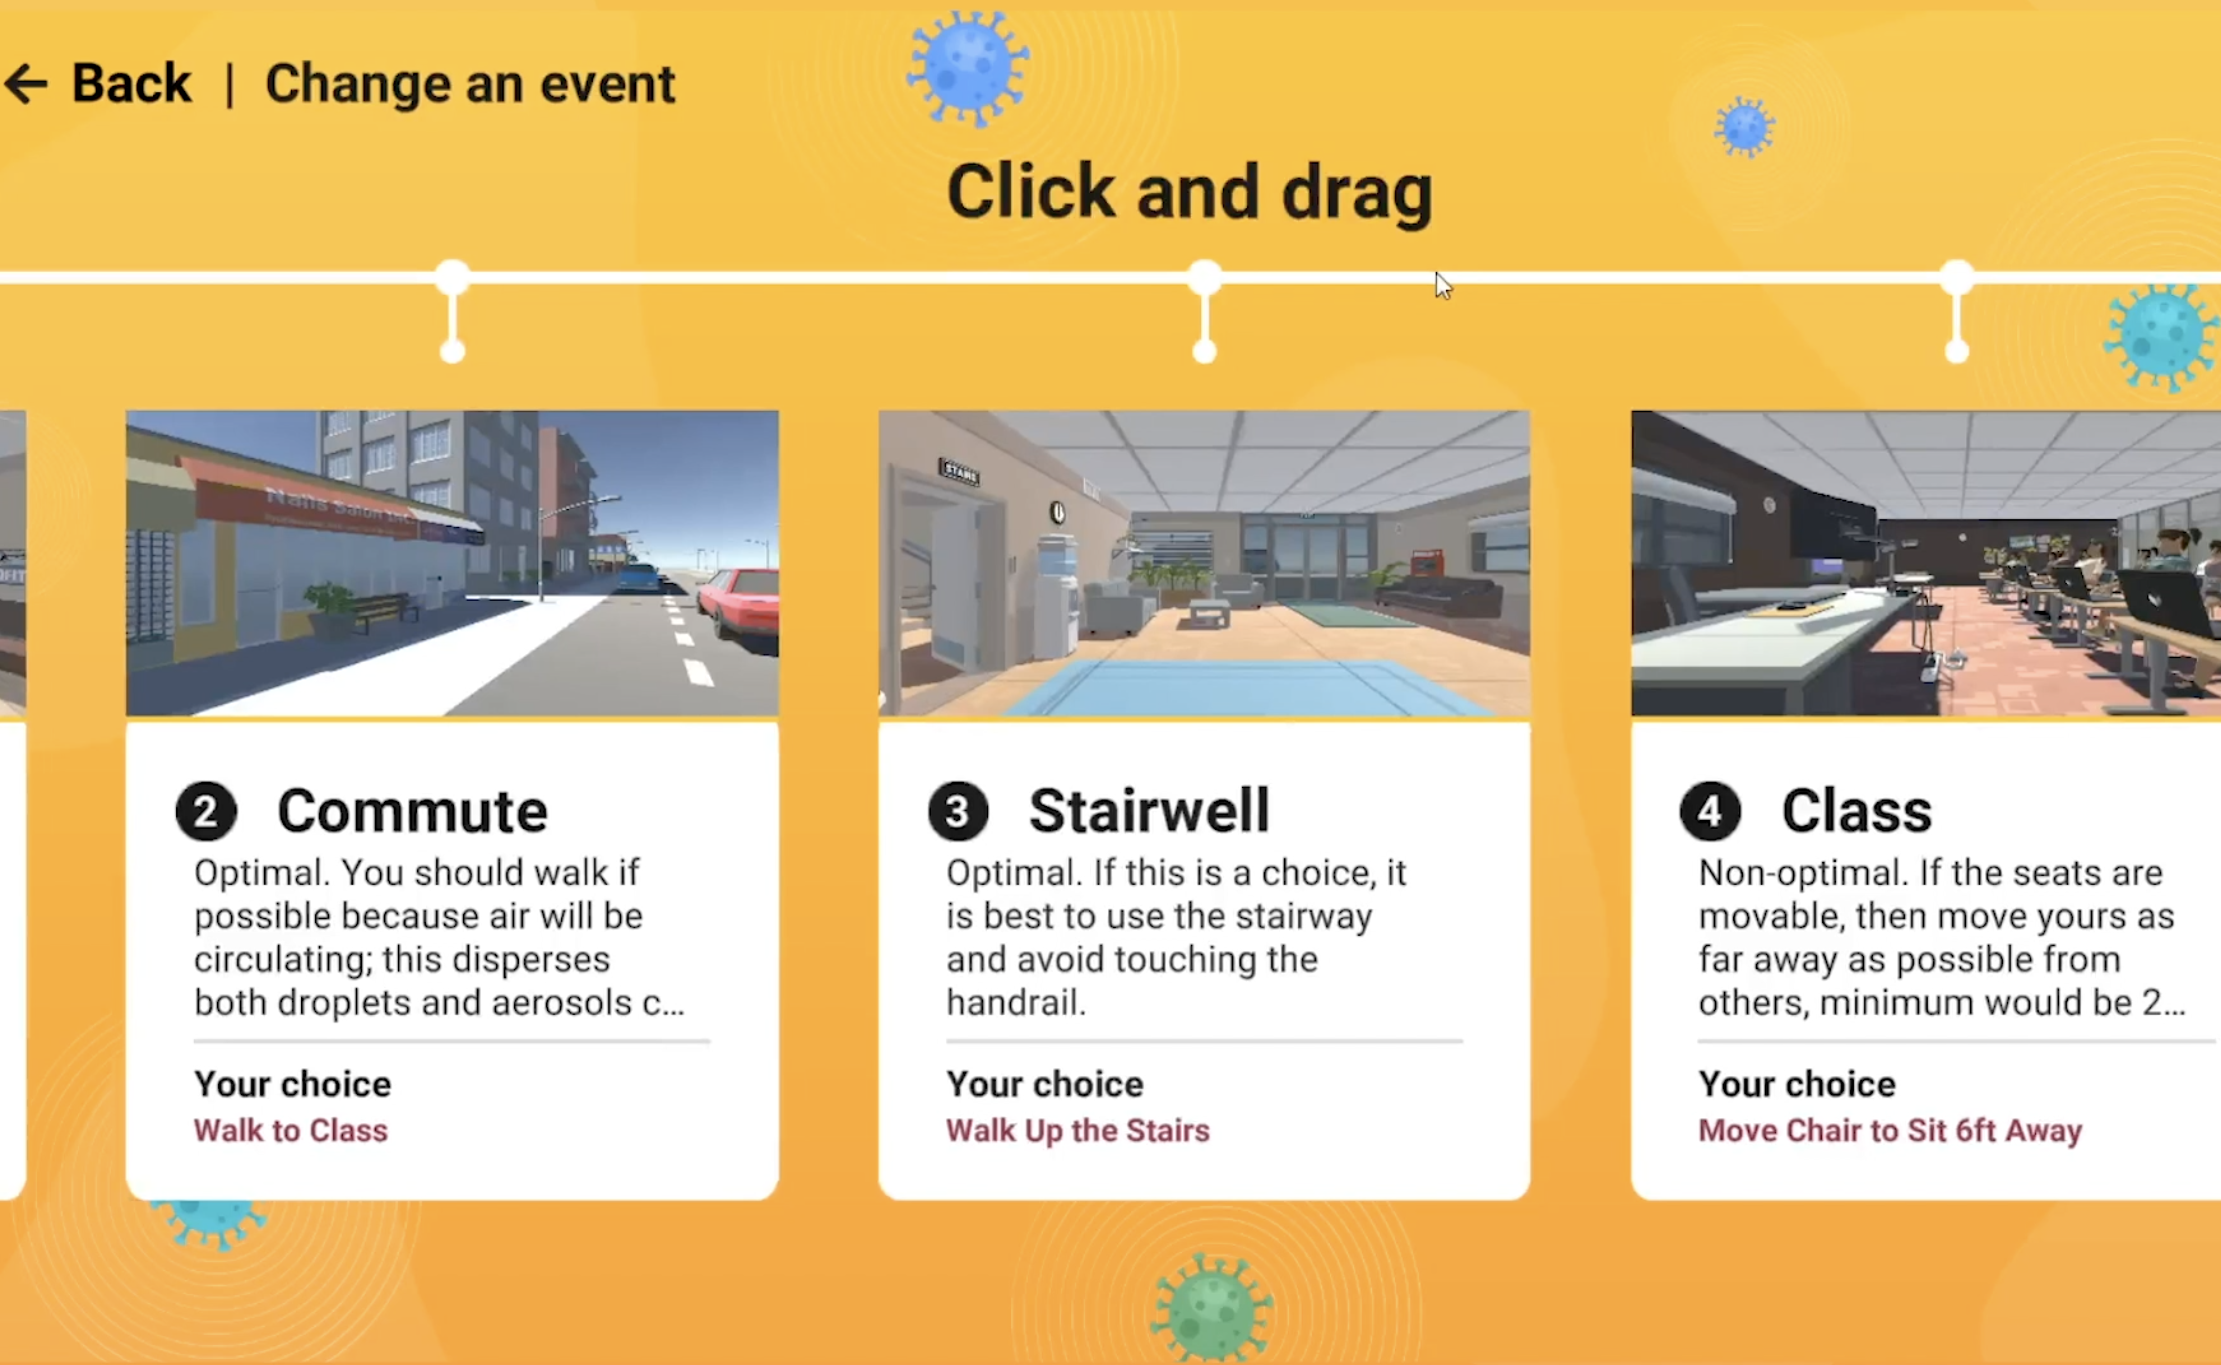 ← Back | Change an event
Click and drag
Nails Salon Inc.
STAIRS
2 Commute
Optimal. You should walk if
possible because air will be
circulating; this disperses
both droplets and aerosols c...
Your choice
Walk to Class
3 Stairwell
Optimal. If this is a choice, it
is best to use the stairway
and avoid touching the
handrail.
Your choice
Walk Up the Stairs
4 Class
Non-optimal. If the seats are
movable, then move yours as
far away as possible from
others, minimum would be 2...
Your choice
Move Chair to Sit 6ft Away